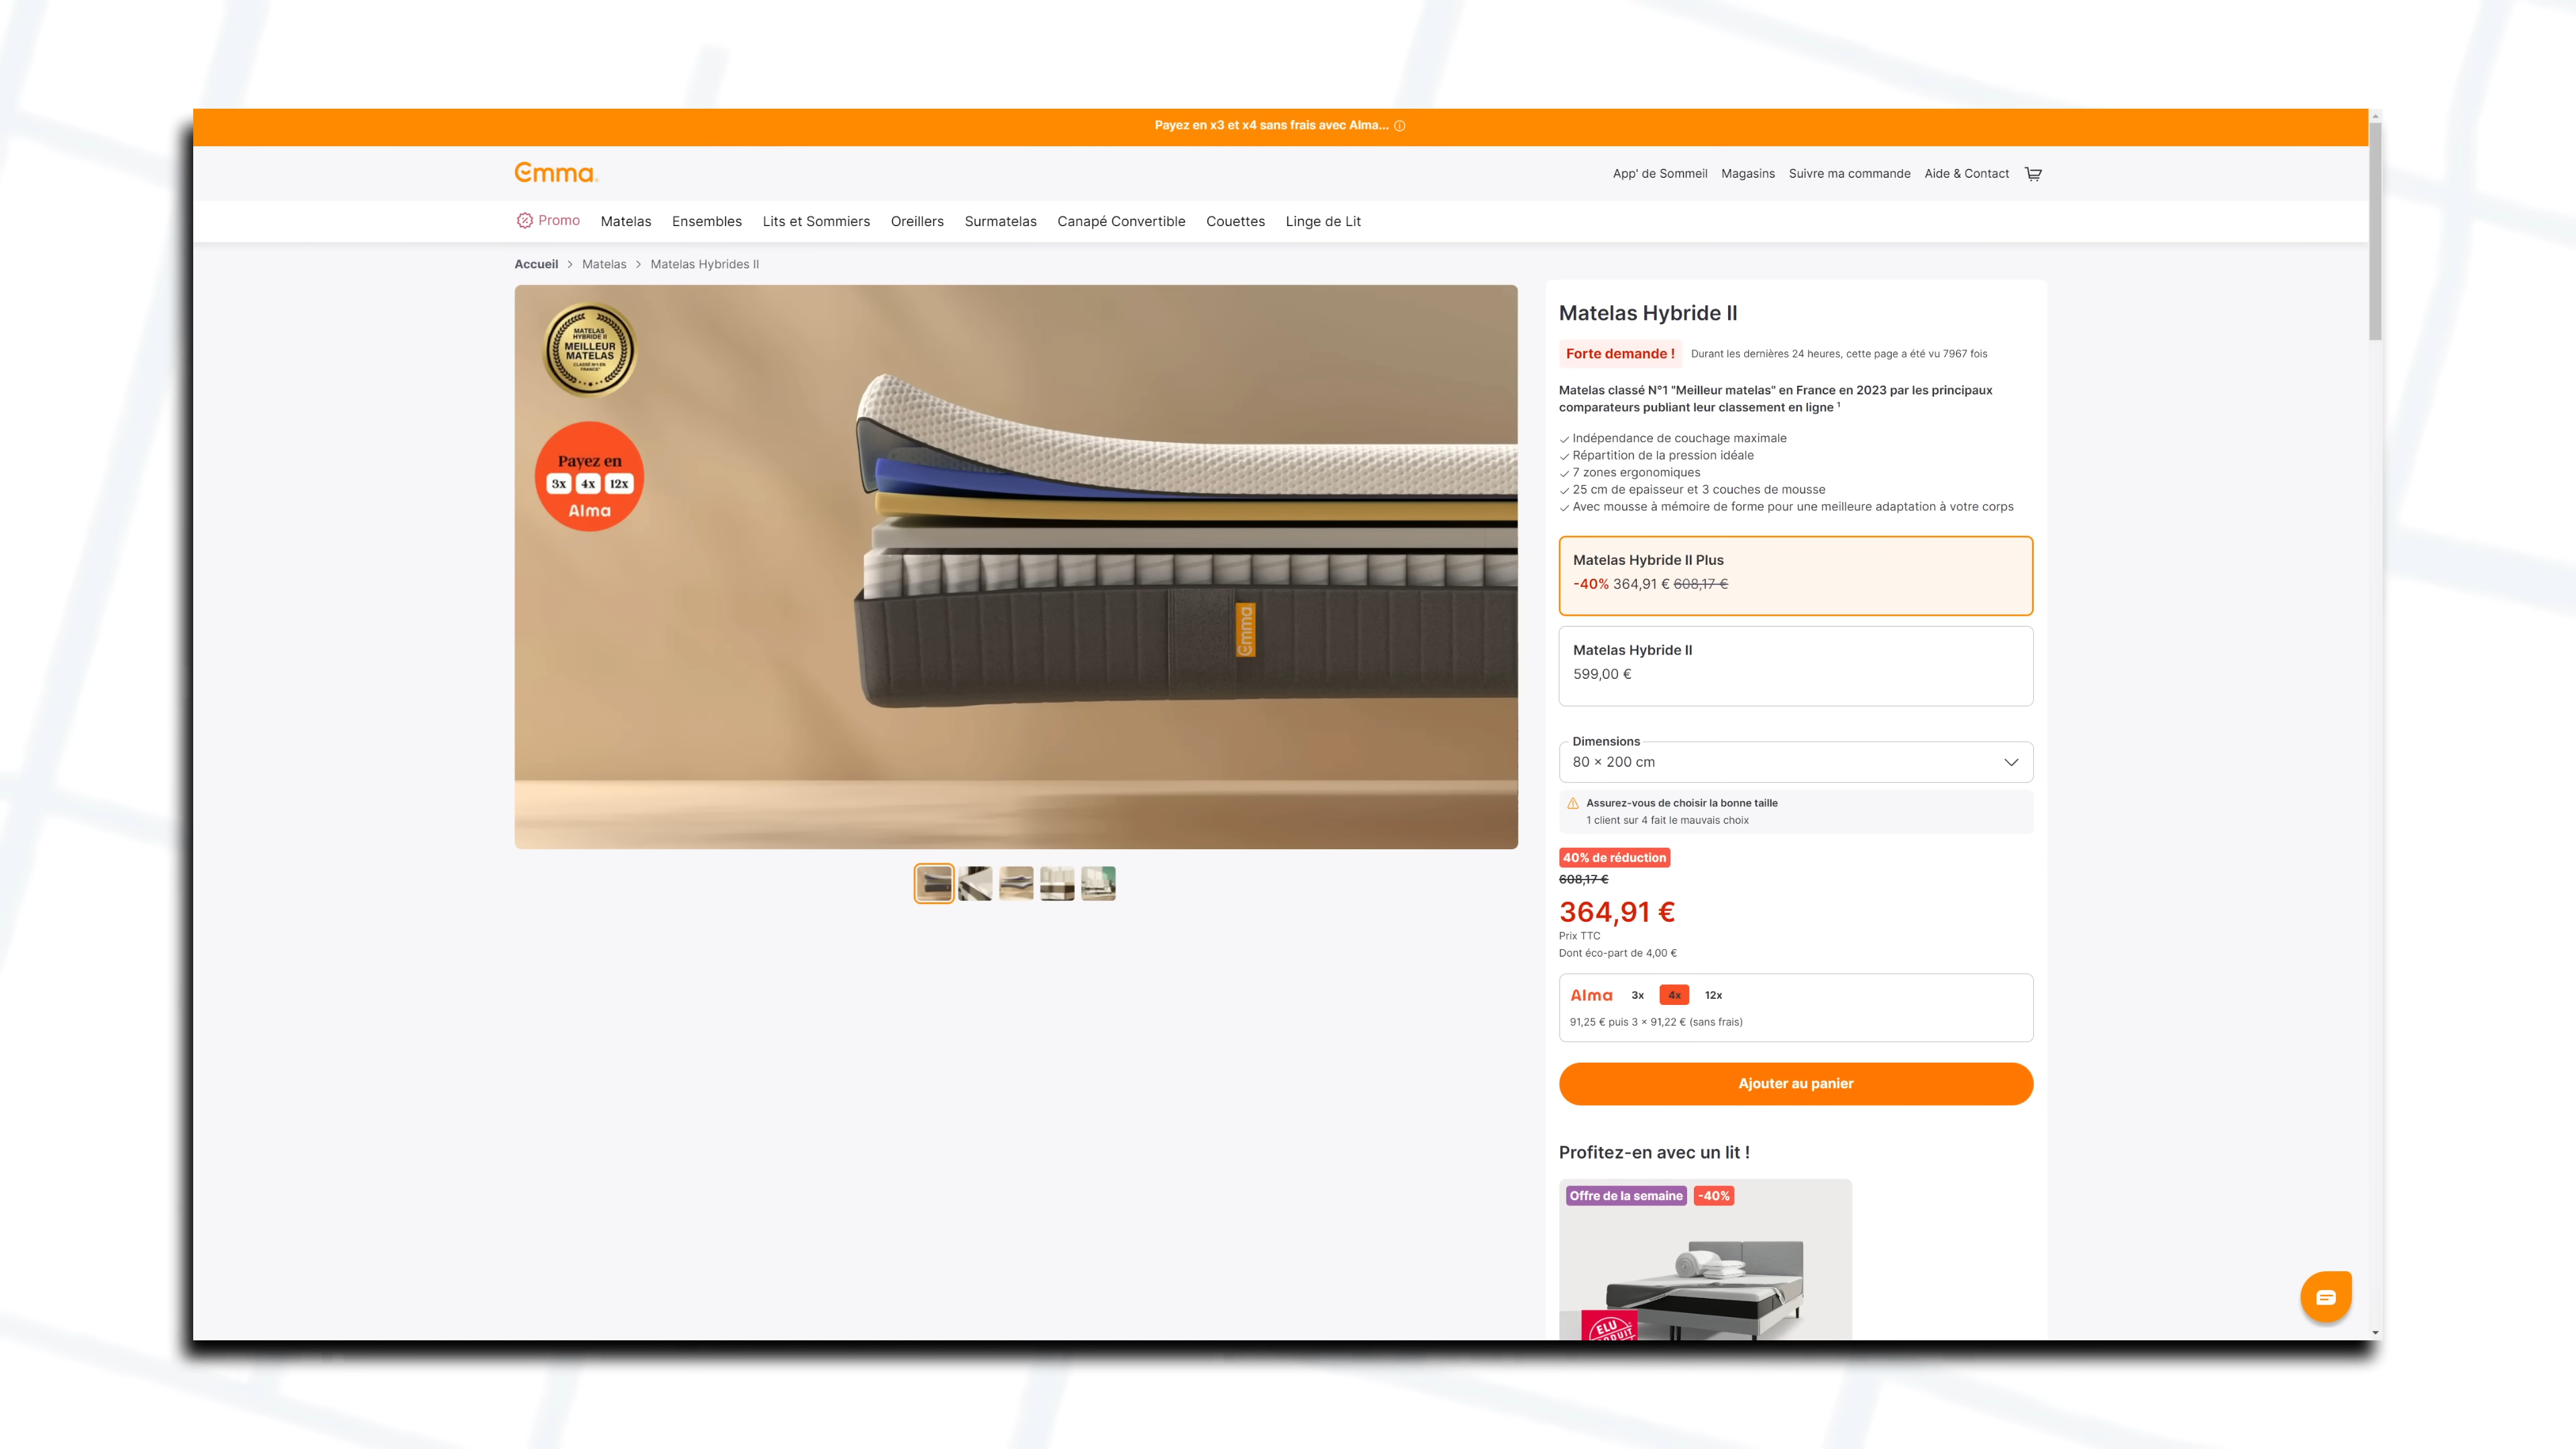 Payez en x3 et x4 sans frais avec Alma...
emma
App' de Sommeil Magasins Suivre ma commande Aide & Contact
Promo Matelas Ensembles Lits et Sommiers Oreillers Surmatelas Canapé Convertible Couettes Linge de Lit
Accueil > Matelas > Matelas Hybrides II
MATELAS
HYBRIDE II
MEILLEUR
MATELAS
CLASSÉ N°1 EN
FRANCE*
Payez en
3x 4x 12x
Alma
emma
Matelas Hybride II
Forte demande ! Durant les dernières 24 heures, cette page a été vu 7967 fois
Matelas classé N°1 "Meilleur matelas" en France en 2023 par les principaux
comparateurs publiant leur classement en ligne ¹
Indépendance de couchage maximale
Répartition de la pression idéale
7 zones ergonomiques
25 cm de epaisseur et 3 couches de mousse
Avec mousse à mémoire de forme pour une meilleure adaptation à votre corps
Matelas Hybride II Plus
-40% 364,91 € 608,17 €
Matelas Hybride II
599,00 €
Dimensions
80 × 200 cm
Assurez-vous de choisir la bonne taille
1 client sur 4 fait le mauvais choix
40% de réduction
608,17 €
364,91 €
Prix TTC
Dont éco-part de 4,00 €
Alma 3x 4x 12x
91,25 € puis 3 × 91,22 € (sans frais)
Ajouter au panier
Profitez-en avec un lit !
Offre de la semaine -40%
ELU